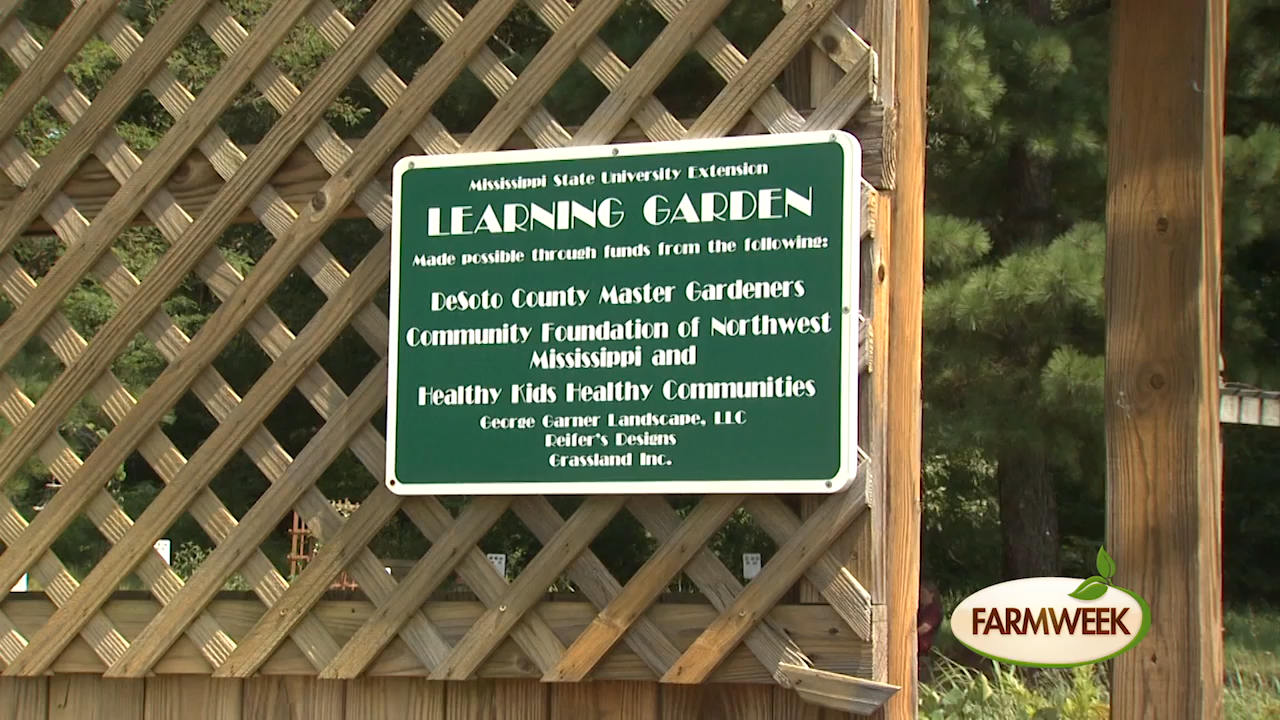 Mississippi State University Extension
LEARNING GARDEN
Made possible through funds from the following:
DeSoto County Master Gardeners
Community Foundation of Northwest
Mississippi and
Healthy Kids Healthy Communities
George Garner Landscape, LLC
Reifer's Designs
Grassland Inc.
FARMWEEK